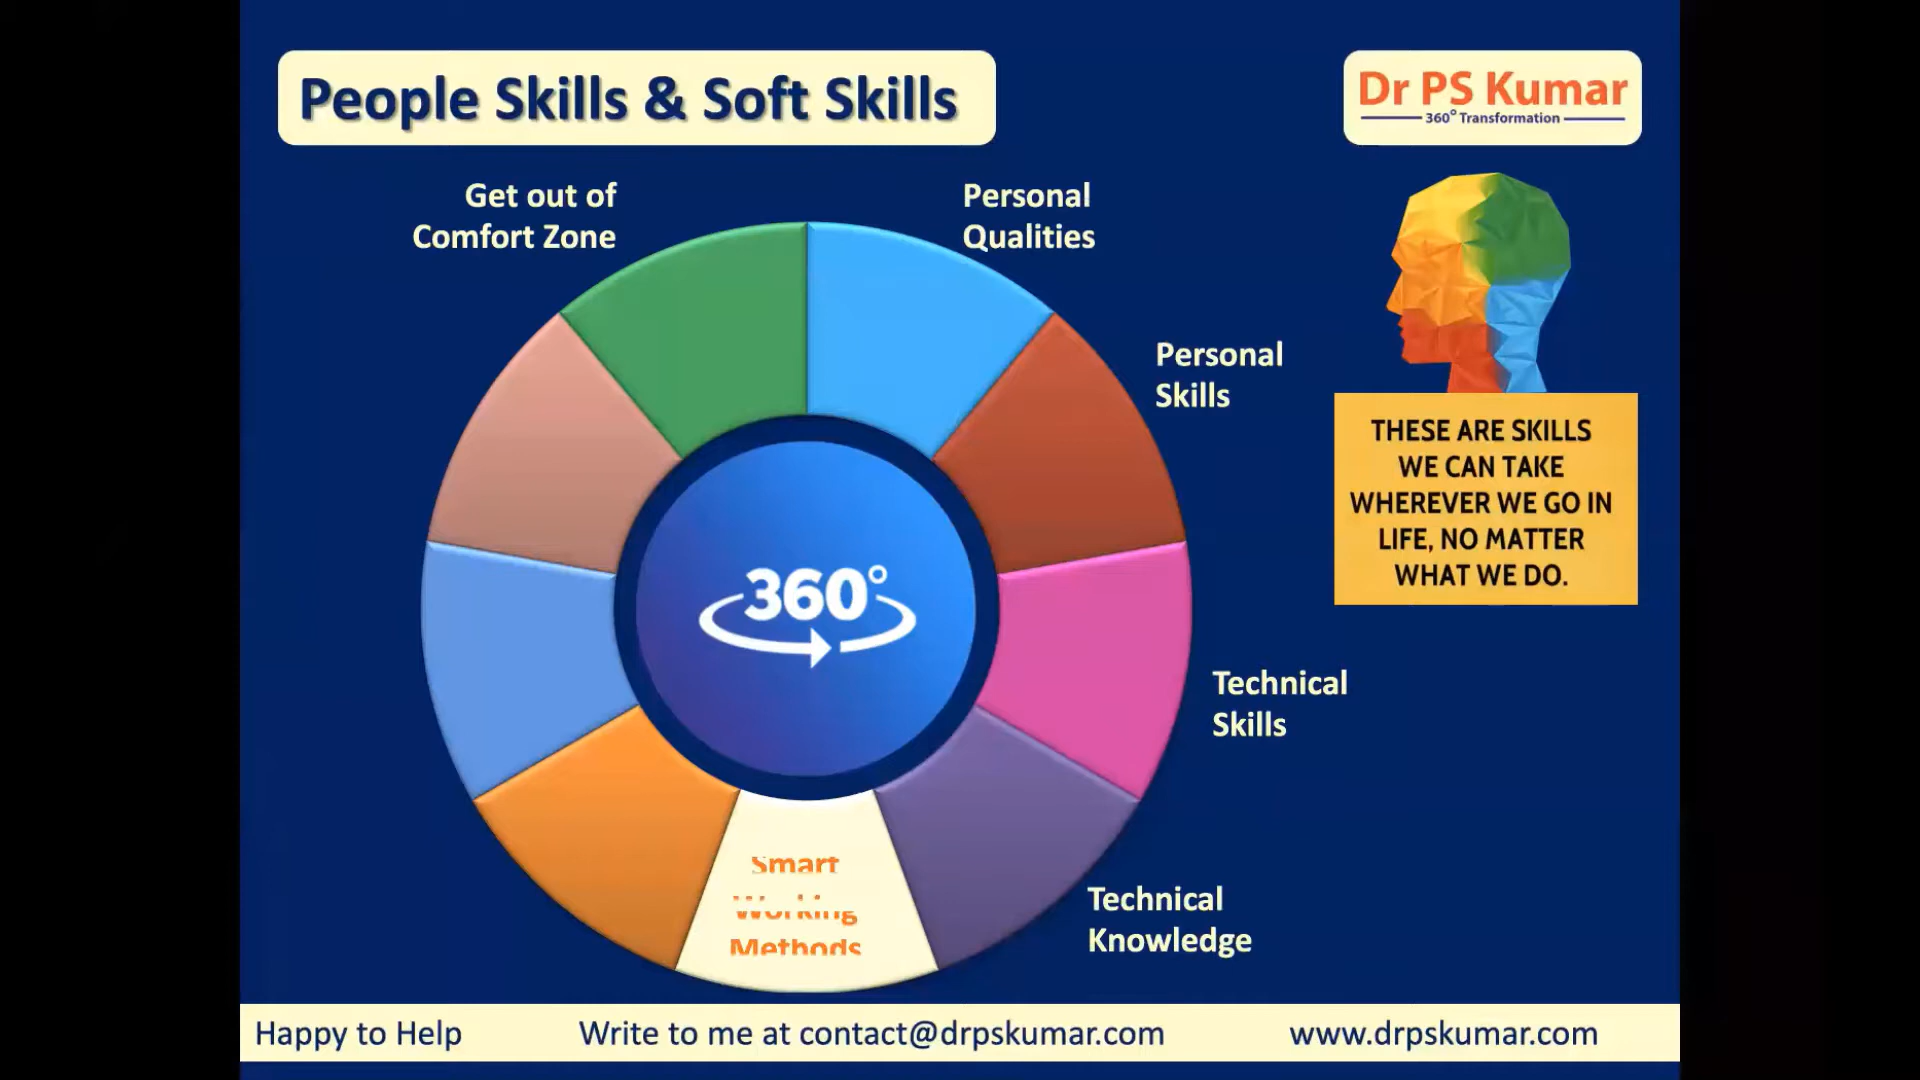 People Skills & Soft Skills
Dr PS Kumar
360° Transformation
Get out of
Comfort Zone
Personal
Qualities
Personal
Skills
THESE ARE SKILLS
WE CAN TAKE
WHEREVER WE GO IN
LIFE, NO MATTER
WHAT WE DO.
360°
Technical
Skills
Smart
Working
Methods
Technical
Knowledge
Happy to Help
Write to me at contact@drpskumar.com
www.drpskumar.com